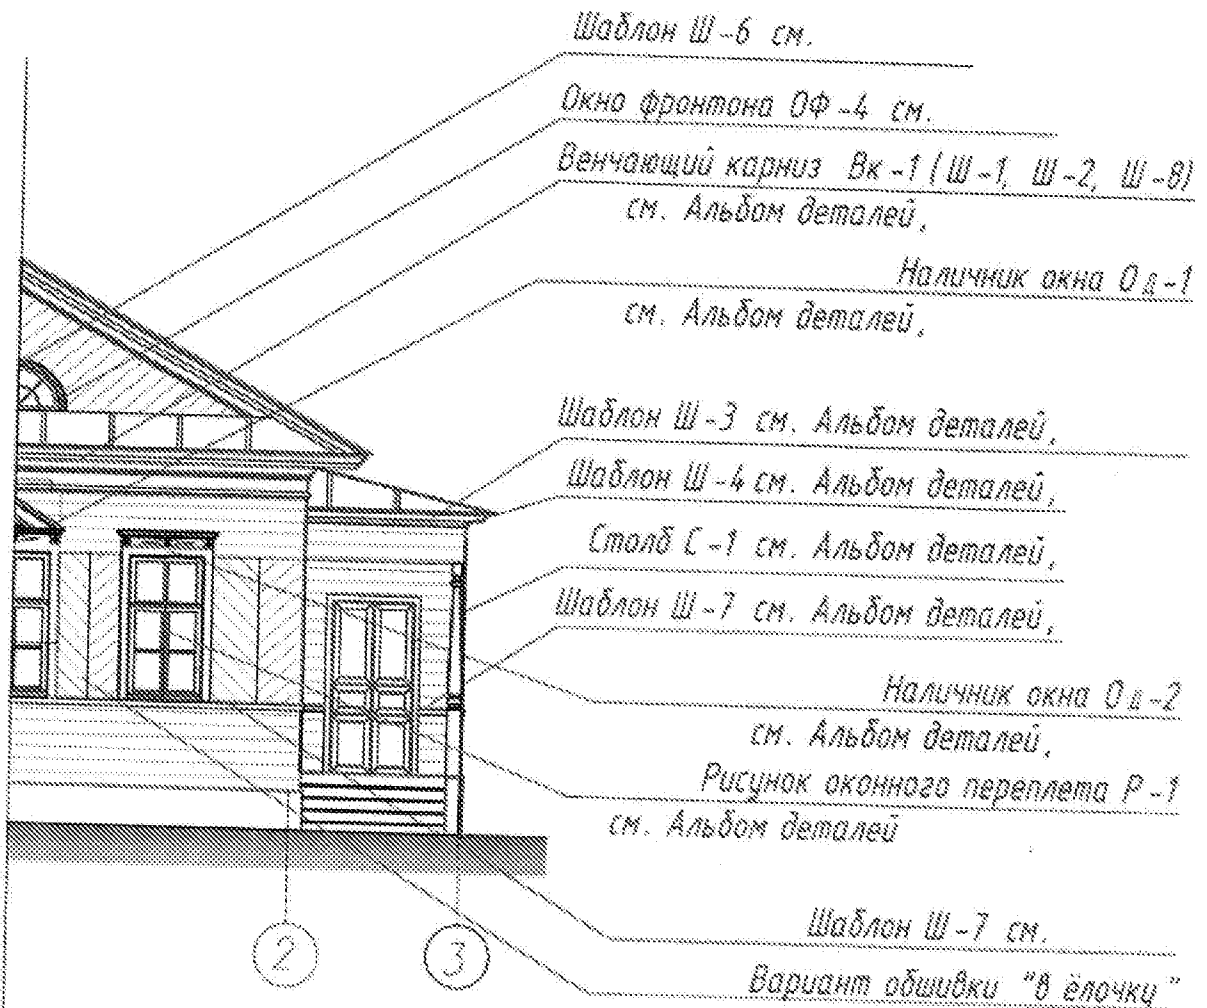 Шаблон Ш-6 см.
Окно фронтона ОФ-4 см.
Венчающий карниз Вк-1 (Ш-1, Ш-2, Ш-8)
см. Альбом деталей,
Наличник окна Од-1
см. Альбом деталей,
Шаблон Ш-3 см. Альбом деталей,
Шаблон Ш-4 см. Альбом деталей,
Столб С-1 см. Альбом деталей,
Шаблон Ш-7 см. Альбом деталей,
Наличник окна Од-2
см. Альбом деталей,
Рисунок оконного переплета Р-1
см. Альбом деталей
Шаблон Ш-7 см.
Вариант обшивки "в ёлочку"
2 3